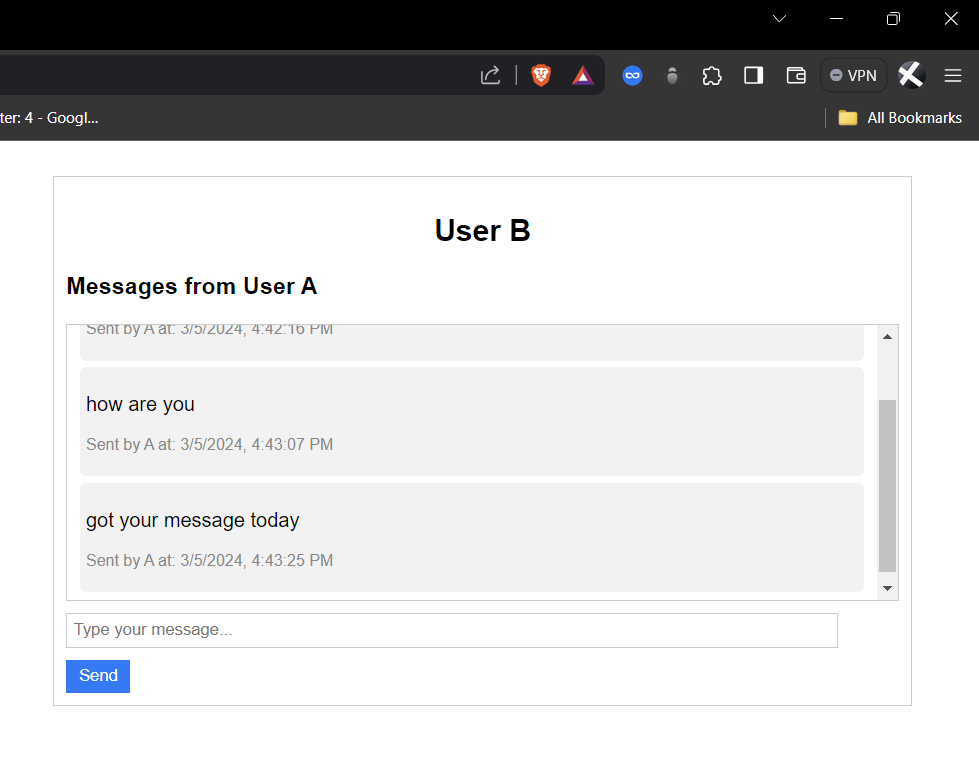 VPN
ter: 4 - Googl...
All Bookmarks
User B
Messages from User A
Sent by A at: 3/5/2024, 4:42:16 PM
how are you
Sent by A at: 3/5/2024, 4:43:07 PM
got your message today
Sent by A at: 3/5/2024, 4:43:25 PM
Type your message...
Send